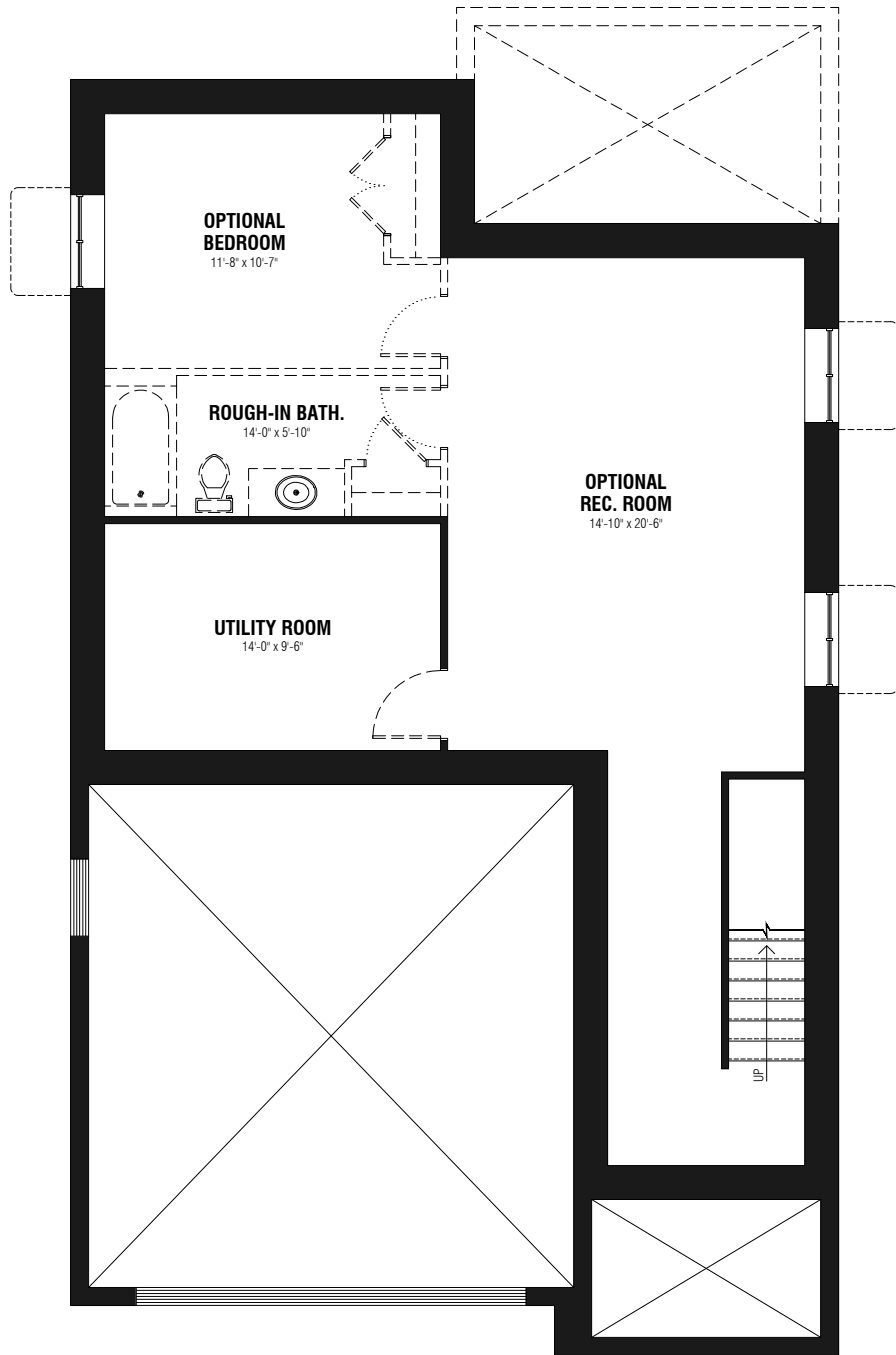 OPTIONAL
BEDROOM
11'-8" x 10'-7"
ROUGH-IN BATH.
14'-0" x 5'-10"
OPTIONAL
REC. ROOM
14'-10" x 20'-6"
UTILITY ROOM
14'-0" x 9'-6"
UP